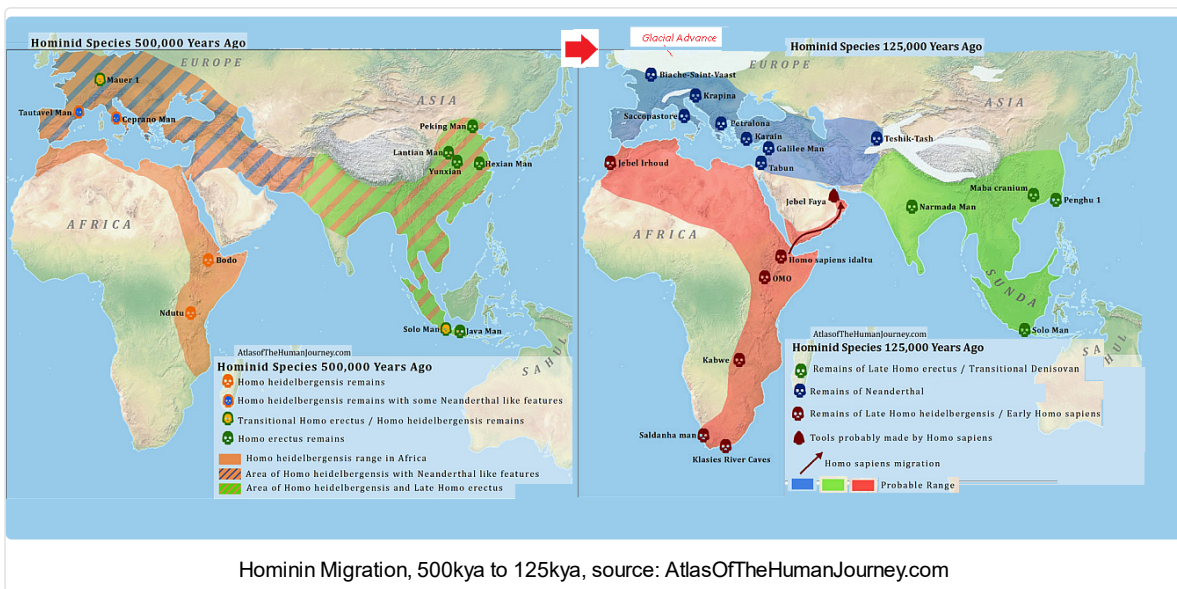 Hominid Species 500,000 Years Ago
EUROPE
Mauer 1
Tautavel Man
Ceprano Man
ASIA
Peking Man
Lantian Man
Yunxian
Hexian Man
AFRICA
Bodo
Ndutu
Solo Man
Java Man
SAHUL
AtlasofTheHumanJourney.com
Hominid Species 500,000 Years Ago
Homo heidelbergensis remains
Homo heidelbergensis remains with some Neanderthal like features
Transitional Homo erectus / Homo heidelbergensis remains
Homo erectus remains
Homo heidelbergensis range in Africa
Area of Homo heidelbergensis with Neanderthal like features
Area of Homo heidelbergensis and Late Homo erectus
Glacial Advance
Hominid Species 125,000 Years Ago
EUROPE
Biache-Saint-Yaast
Krapina
Saccopastore
Petralona
Karain
Galilee Man
Tabun
Teshik-Tash
ASIA
Jebel Irhoud
Jebel Faya
Maba cranium
Penghu 1
Narmada Man
AFRICA
Homo sapiens idaltu
OMO
SUNDA
Solo Man
Kabwe
Saldanha man
Klasies River Caves
SAHUL
AtlasofTheHumanJourney.com
Hominid Species 125,000 Years Ago
Remains of Late Homo erectus / Transitional Denisovan
Remains of Neanderthal
Remains of Late Homo heidelbergensis / Early Homo sapiens
Tools probably made by Homo sapiens
Homo sapiens migration
Probable Range
Hominin Migration, 500kya to 125kya, source: AtlasOfTheHumanJourney.com